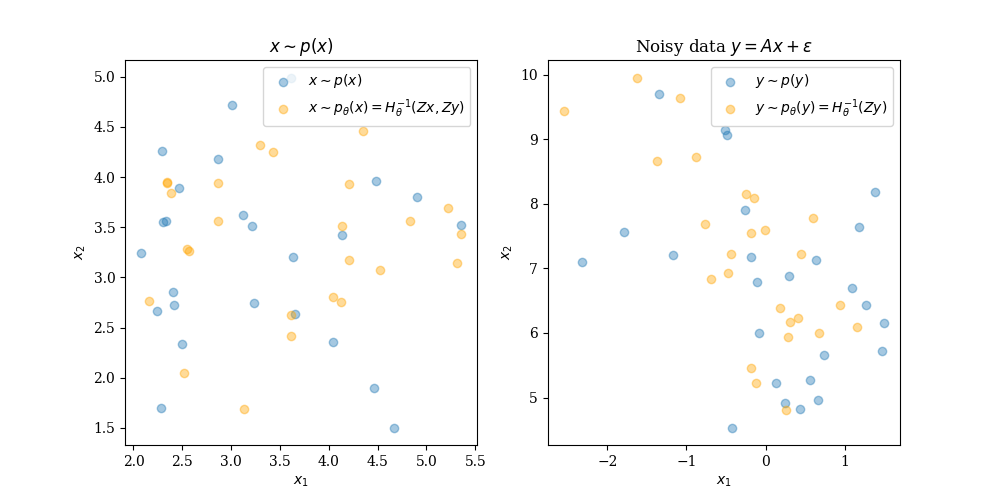 x ∼ p(x)
5.0
4.5
4.0
3.5
3.0
2.5
2.0
1.5
x₂
2.0 2.5 3.0 3.5 4.0 4.5 5.0 5.5
x₁
x ∼ p(x)
x ∼ p_θ(x) = H_θ⁻¹(Zx, Zy)
Noisy data y = Ax + ε
10
9
8
7
6
5
x₂
−2 −1 0 1
x₁
y ∼ p(y)
y ∼ p_θ(y) = H_θ⁻¹(Zy)